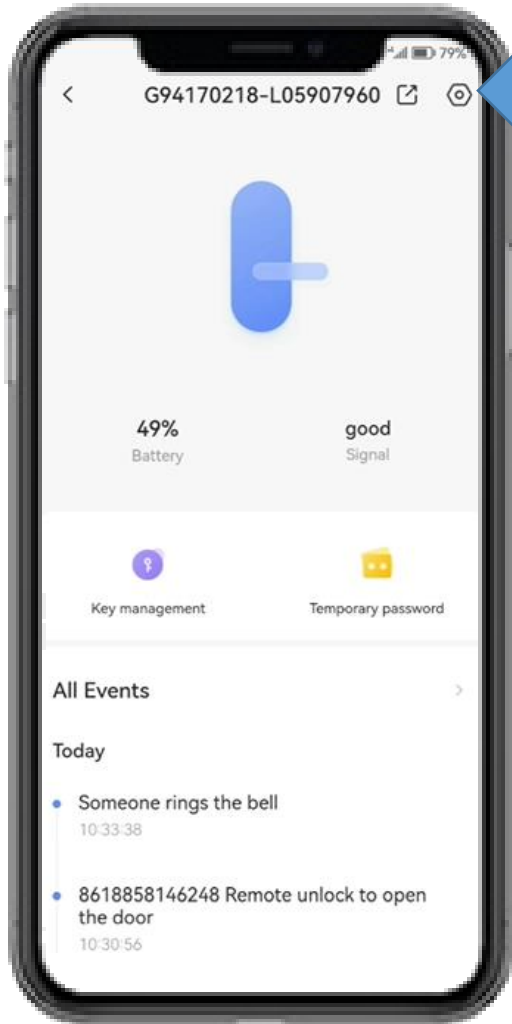 79%
G94170218-L05907960
49%
good
Battery
Signal
Key management
Temporary password
All Events
Today
Someone rings the bell
10:33:38
8618858146248 Remote unlock to open
the door
10:30:56